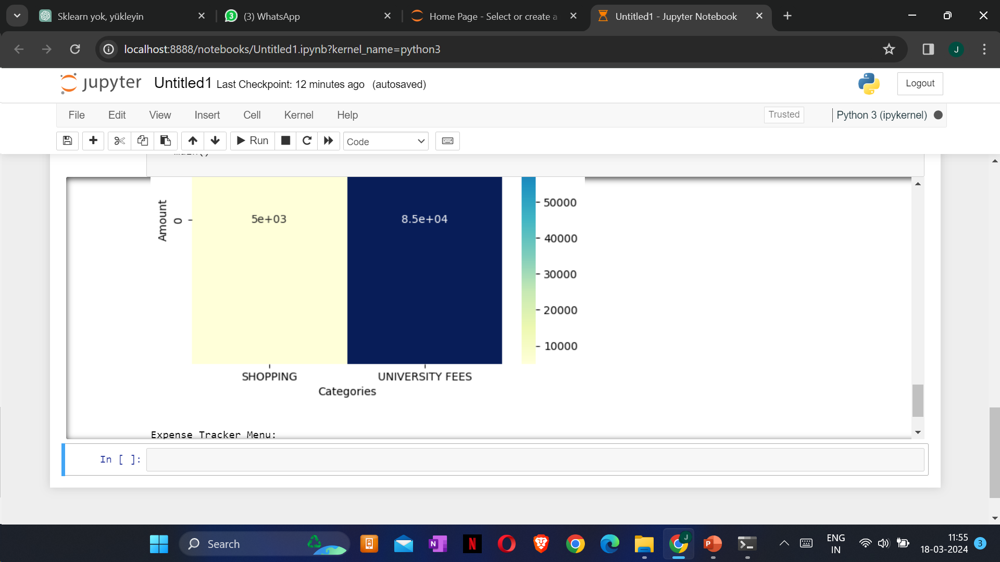 Sklearn yok, yükleyin
3
(3) WhatsApp
Home Page - Select or create a
Untitled1 - Jupyter Notebook
localhost:8888/notebooks/Untitled1.ipynb?kernel_name=python3
J
jupyter
Untitled1 Last Checkpoint: 12 minutes ago (autosaved)
Logout
File Edit View Insert Cell Kernel Help
Trusted
Python 3 (ipykernel)
Run
Code
Amount
0
5e+03
8.5e+04
50000
40000
30000
20000
10000
SHOPPING
UNIVERSITY FEES
Categories
Expense Tracker Menu:
In [ ]:
Search
N
N
J
P
ENG
IN
11:55
18-03-2024
3